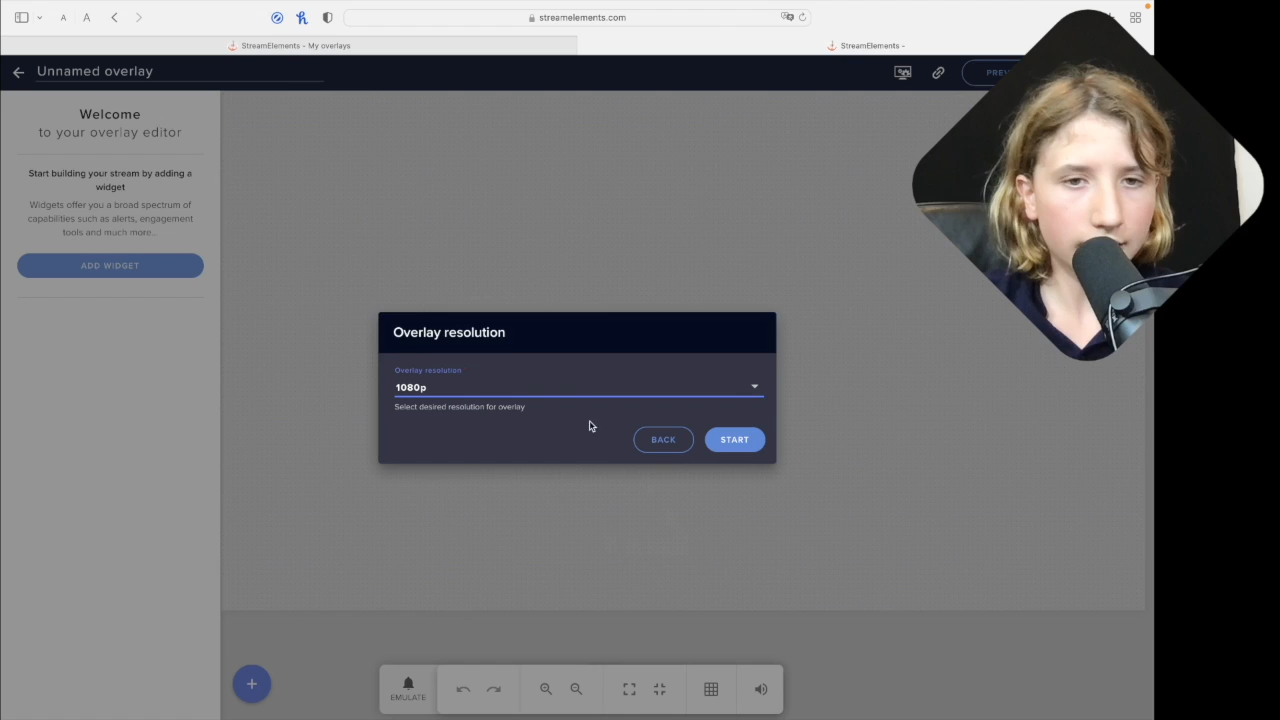 A
A
streamelements.com
StreamElements - My overlays
StreamElements -
Unnamed overlay
PREV
Welcome
to your overlay editor
Start building your stream by adding a
widget
Widgets offer you a broad spectrum of
capabilities such as alerts, engagement
tools and much more...
ADD WIDGET
Overlay resolution
Overlay resolution
1080p
Select desired resolution for overlay
BACK
START
EMULATE